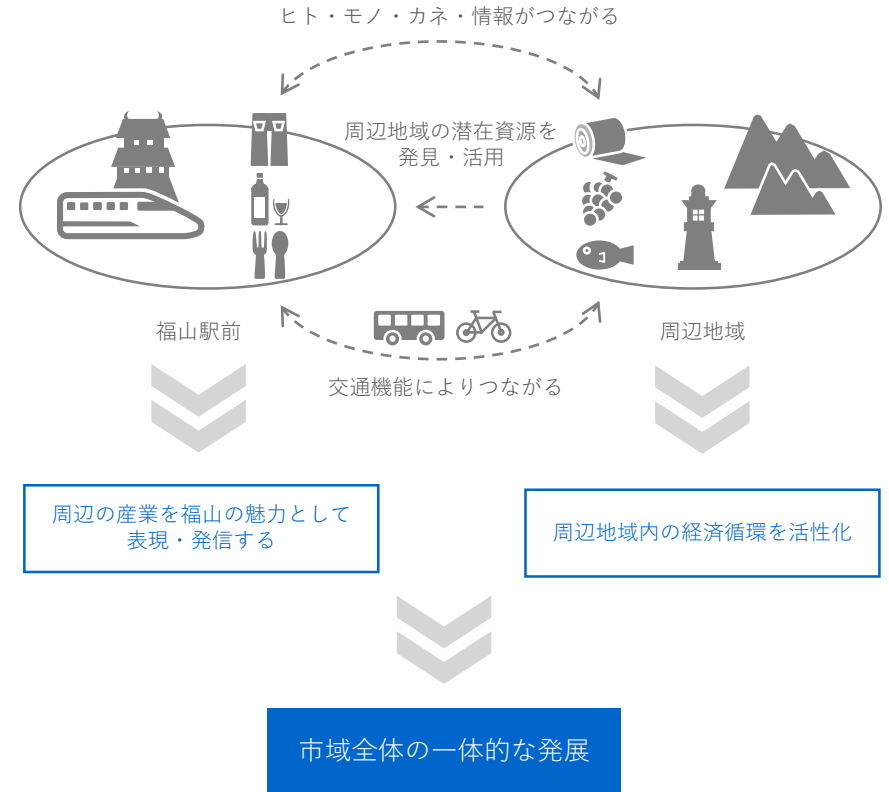 ヒト・モノ・カネ・情報がつながる
周辺地域の潜在資源を
発見・活用
福山駅前
周辺地域
交通機能によりつながる
周辺の産業を福山の魅力として
表現・発信する
周辺地域内の経済循環を活性化
市域全体の一体的な発展